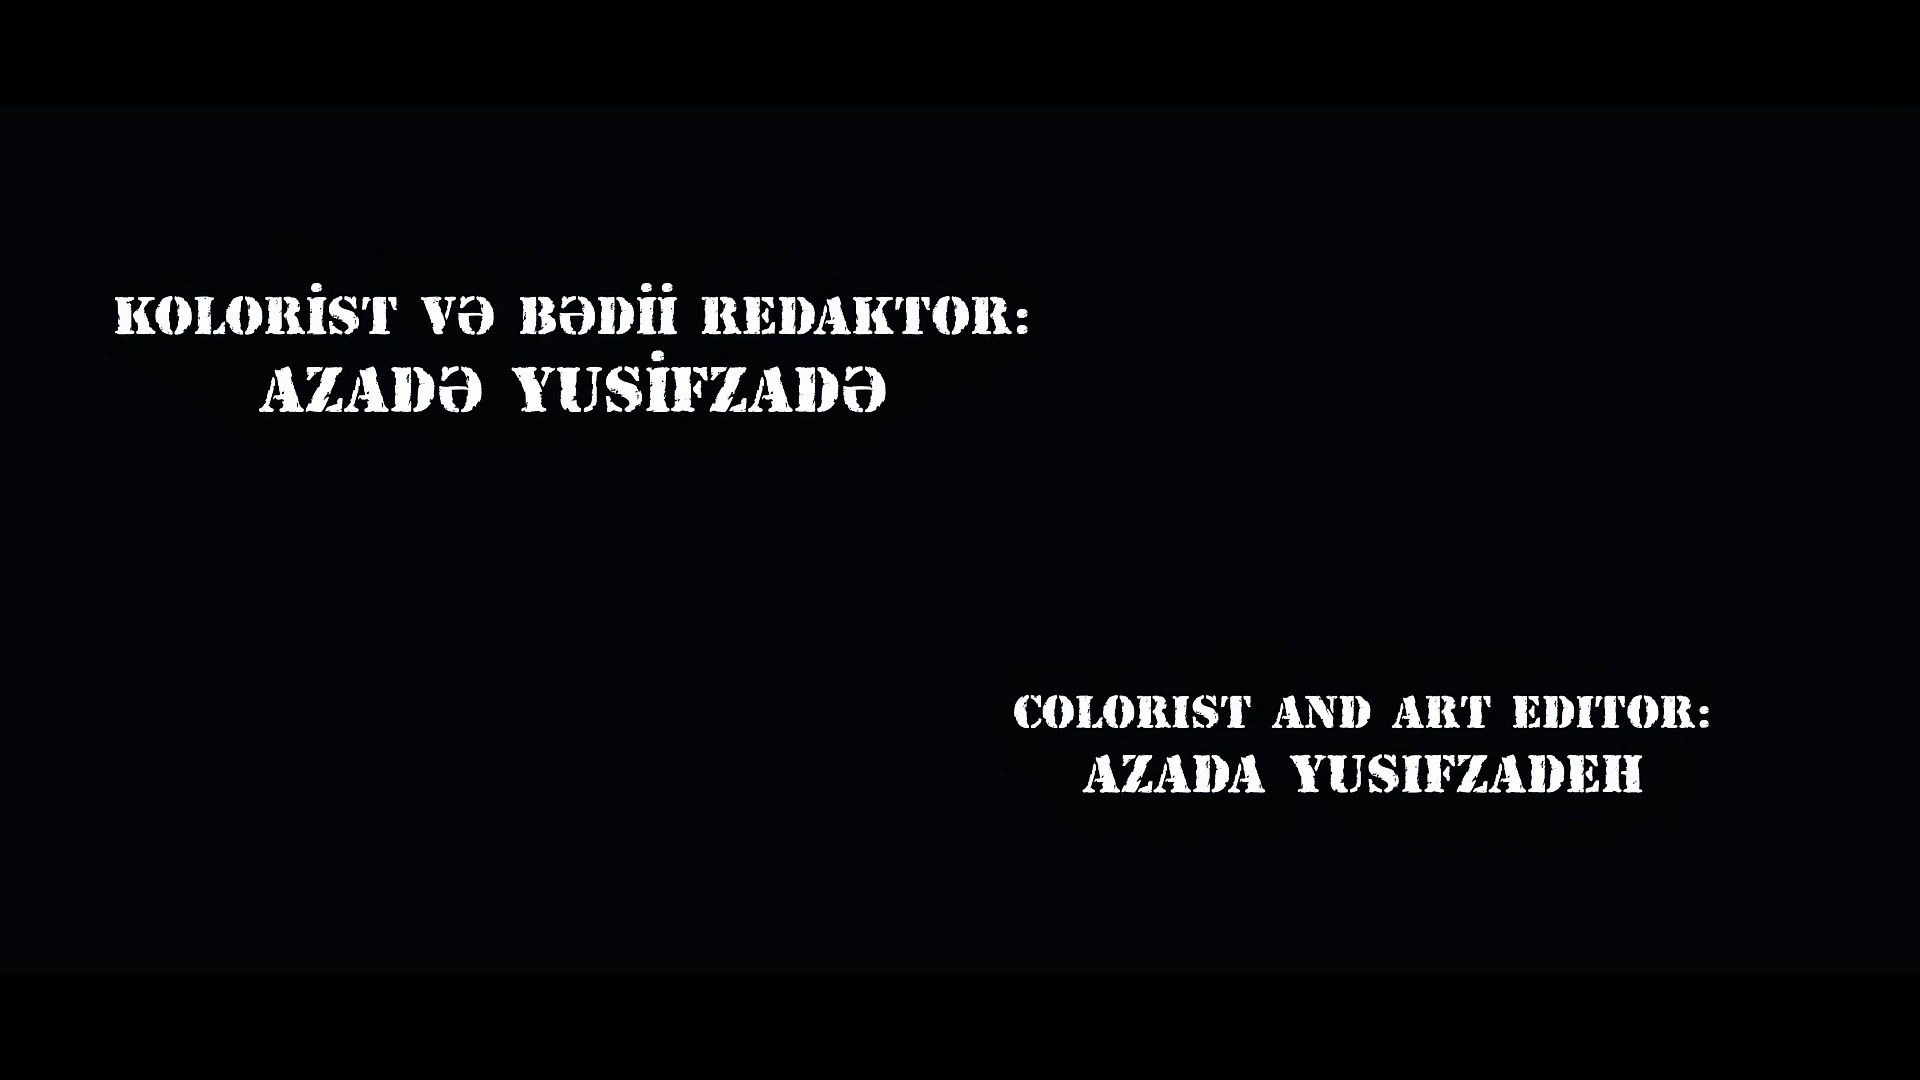 KOLORİST VƏ BƏDİİ REDAKTOR:
AZADƏ YUSİFZADƏ
COLORIST AND ART EDITOR:
AZADA YUSIFZADEH